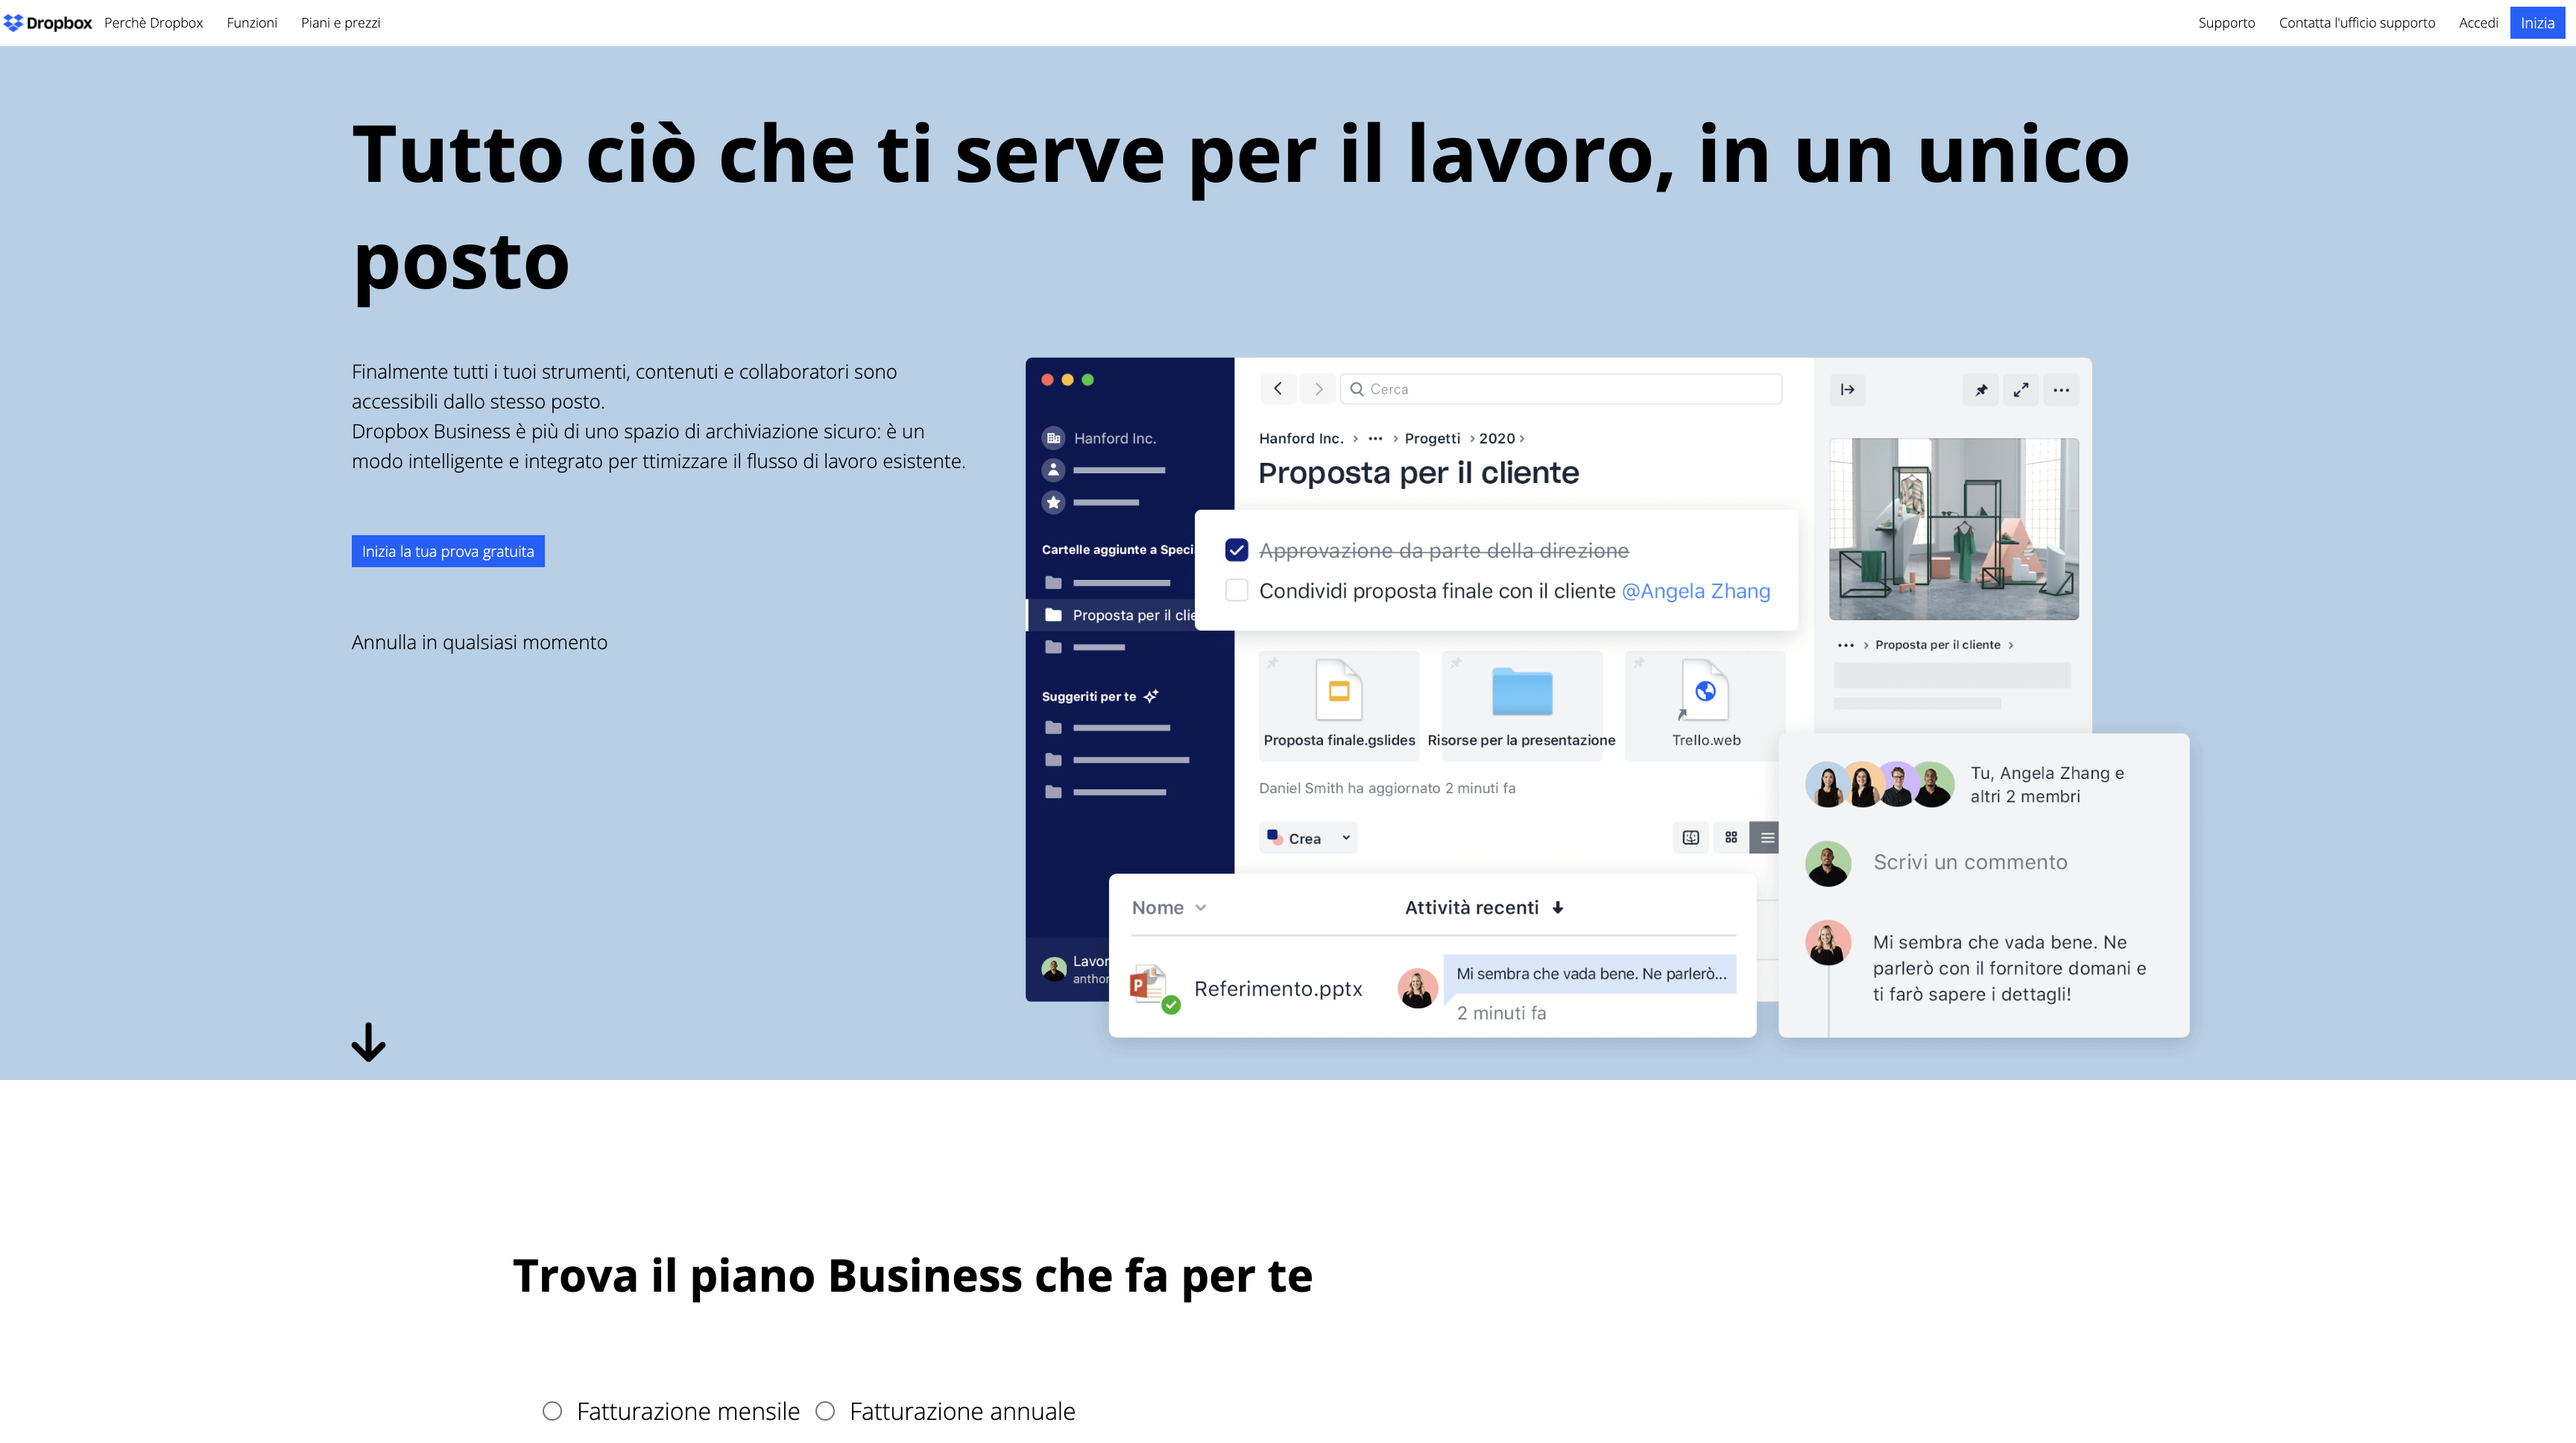 Dropbox Perchè Dropbox Funzioni Piani e prezzi Supporto Contatta l'ufficio supporto Accedi Inizia
Tutto ciò che ti serve per il lavoro, in un unico
posto
Finalmente tutti i tuoi strumenti, contenuti e collaboratori sono
accessibili dallo stesso posto.
Dropbox Business è più di uno spazio di archiviazione sicuro: è un
modo intelligente e integrato per ttimizzare il flusso di lavoro esistente.
Inizia la tua prova gratuita
Annulla in qualsiasi momento
Hanford Inc.
Cartelle aggiunte a Speci
Proposta per il clie
Suggeriti per te
Lavor
anthor
Cerca
Hanford Inc. › ••• › Progetti › 2020 ›
Proposta per il cliente
Approvazione da parte della direzione
Condividi proposta finale con il cliente @Angela Zhang
Proposta finale.gslides Risorse per la presentazione Trello.web
Daniel Smith ha aggiornato 2 minuti fa
Crea
Nome Attività recenti
P Referimento.pptx Mi sembra che vada bene. Ne parlerò...
2 minuti fa
••• › Proposta per il cliente ›
Tu, Angela Zhang e
altri 2 membri
Scrivi un commento
Mi sembra che vada bene. Ne
parlerò con il fornitore domani e
ti farò sapere i dettagli!
Trova il piano Business che fa per te
Fatturazione mensile Fatturazione annuale